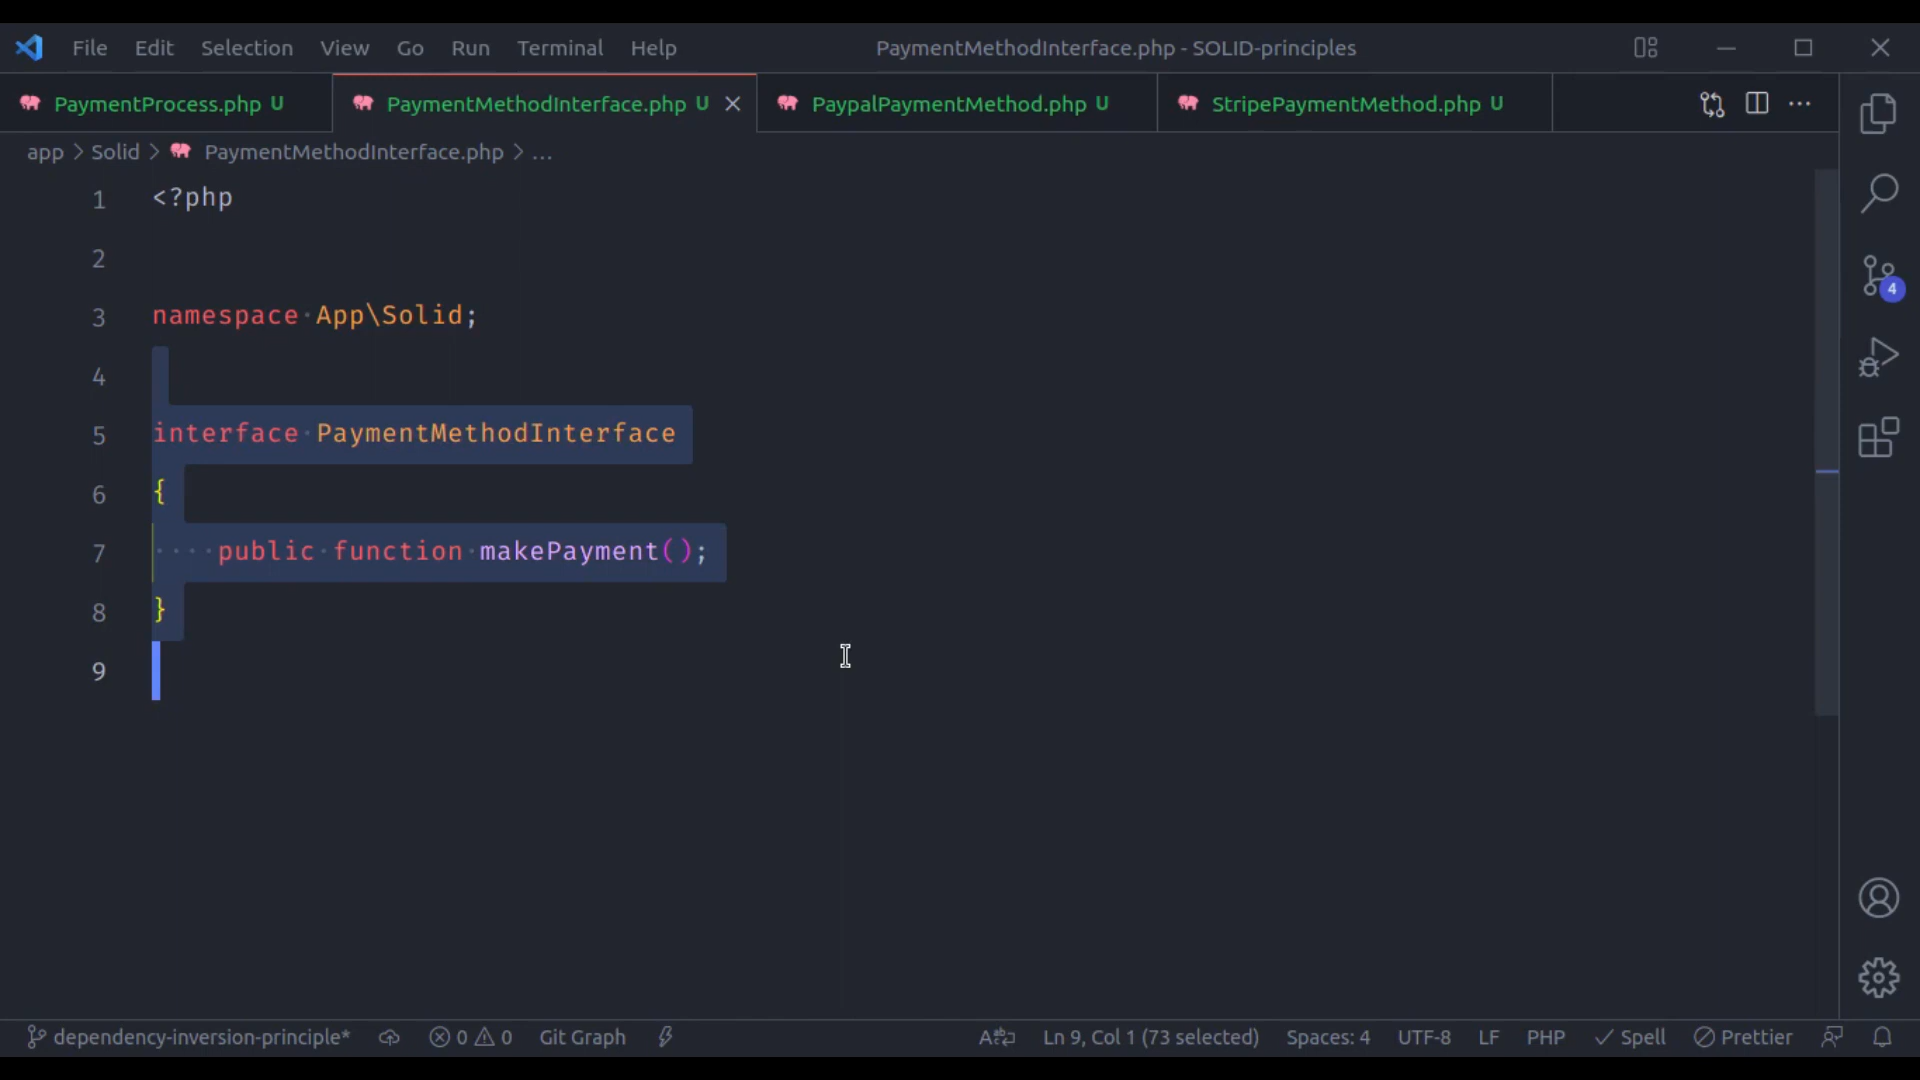 File Edit Selection View Go Run Terminal Help PaymentMethodInterface.php - SOLID-principles
PaymentProcess.php U PaymentMethodInterface.php U PaypalPaymentMethod.php U StripePaymentMethod.php U
app > Solid > PaymentMethodInterface.php > ...
1 <?php
2
3 namespace App\Solid;
4
5 interface PaymentMethodInterface
6 {
7 public function makePayment();
8 }
9
4
dependency-inversion-principle* 0 0 Git Graph Ln 9, Col 1 (73 selected) Spaces: 4 UTF-8 LF PHP Spell Prettier